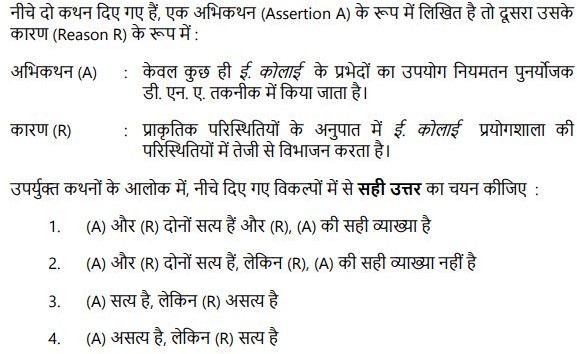 नीचे दो कथन दिए गए हैं, एक अभिकथन (Assertion A) के रूप में लिखित है तो दूसरा उसके
कारण (Reason R) के रूप में :
अभिकथन (A) : केवल कुछ ही ई. कोलाई के प्रभेदों का उपयोग नियमतन पुनर्योजक
डी. एन. ए. तकनीक में किया जाता है।
कारण (R) : प्राकृतिक परिस्थितियों के अनुपात में ई. कोलाई प्रयोगशाला की
परिस्थितियों में तेजी से विभाजन करता है।
उपर्युक्त कथनों के आलोक में, नीचे दिए गए विकल्पों में से सही उत्तर का चयन कीजिए :
1. (A) और (R) दोनों सत्य हैं और (R), (A) की सही व्याख्या है
2. (A) और (R) दोनों सत्य हैं, लेकिन (R), (A) की सही व्याख्या नहीं है
3. (A) सत्य है, लेकिन (R) असत्य है
4. (A) असत्य है, लेकिन (R) सत्य है